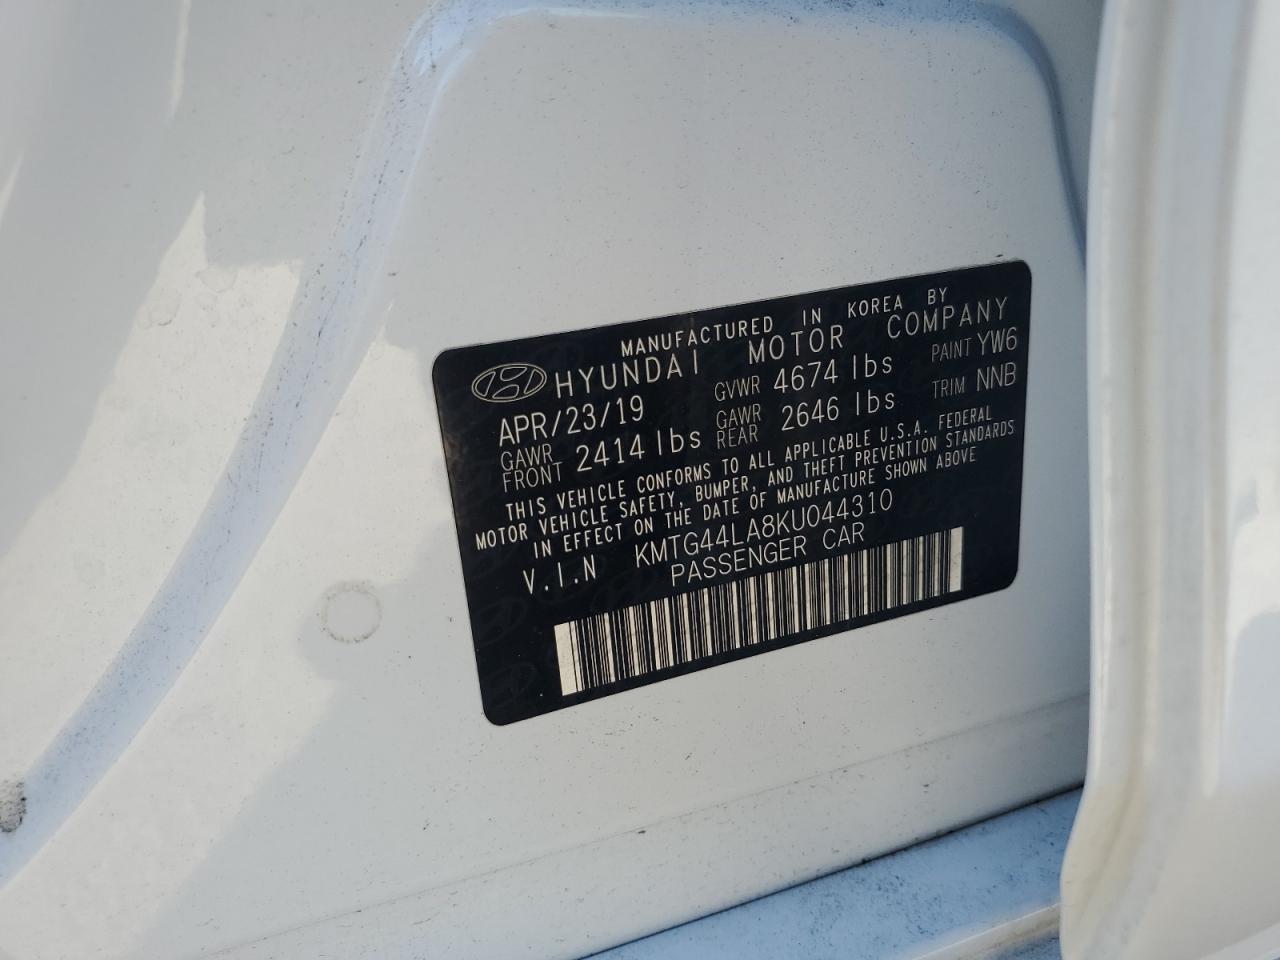 MANUFACTURED IN KOREA BY
HYUNDAI MOTOR COMPANY
APR/23/19 GVWR 4674 lbs PAINT YW6
GAWR FRONT 2414 lbs GAWR REAR 2646 lbs TRIM NNB
THIS VEHICLE CONFORMS TO ALL APPLICABLE U.S.A. FEDERAL
MOTOR VEHICLE SAFETY, BUMPER, AND THEFT PREVENTION STANDARDS
IN EFFECT ON THE DATE OF MANUFACTURE SHOWN ABOVE
V.I.N KMTG44LA8KU044310
PASSENGER CAR